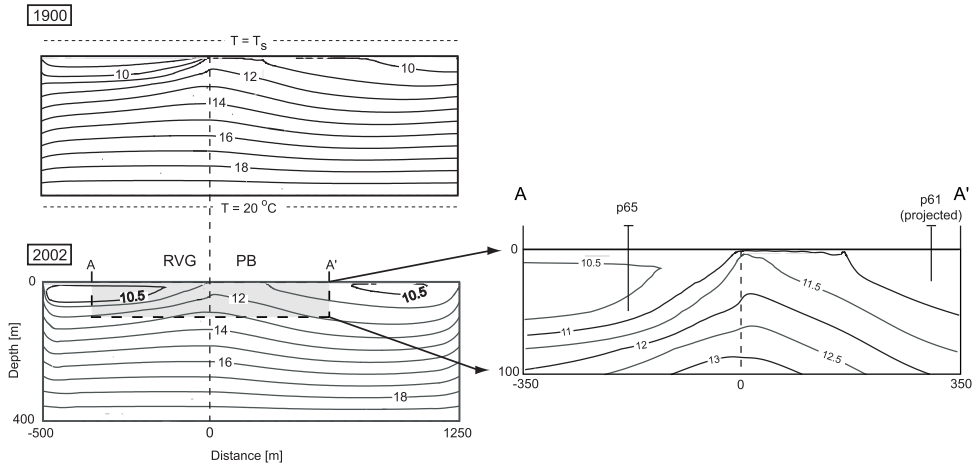 1900
T = Ts
10
12
10
14
16
18
T = 20 °C
2002
A
RVG
PB
A'
0
10.5
12
10.5
14
16
18
Depth [m]
400
-500
0
1250
Distance [m]
A
A'
p65
p61
(projected)
0
10.5
11.5
11
12
13
12.5
100
-350
0
350